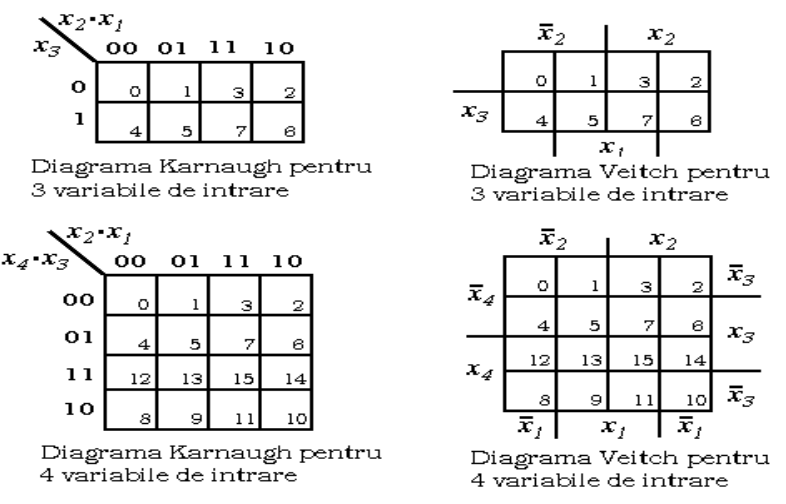 x₂·x₁
x₃ 00 01 11 10
0 0 1 3 2
1 4 5 7 6
Diagrama Karnaugh pentru
3 variabile de intrare
x̄₂ x₂
0 1 3 2
x₃ 4 5 7 6
x₁
Diagrama Veitch pentru
3 variabile de intrare
x₂·x₁
x₄·x₃ 00 01 11 10
00 0 1 3 2
01 4 5 7 6
11 12 13 15 14
10 8 9 11 10
Diagrama Karnaugh pentru
4 variabile de intrare
x̄₂ x₂
x̄₄ 0 1 3 2 x̄₃
4 5 7 6 x₃
x₄ 12 13 15 14
8 9 11 10 x̄₃
x̄₁ x₁ x̄₁
Diagrama Veitch pentru
4 variabile de intrare